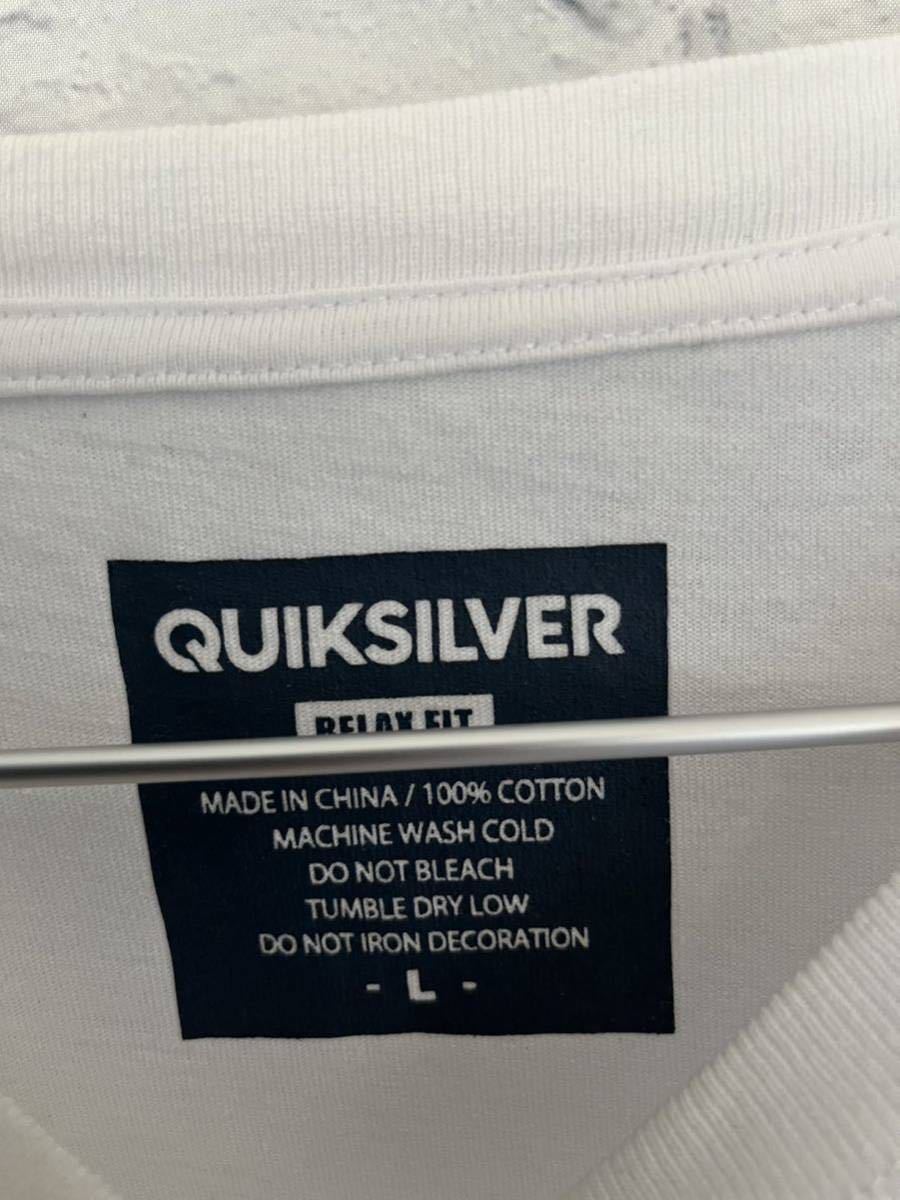 QUIKSILVER
RELAX FIT
MADE IN CHINA / 100% COTTON
MACHINE WASH COLD
DO NOT BLEACH
TUMBLE DRY LOW
DO NOT IRON DECORATION
- L -